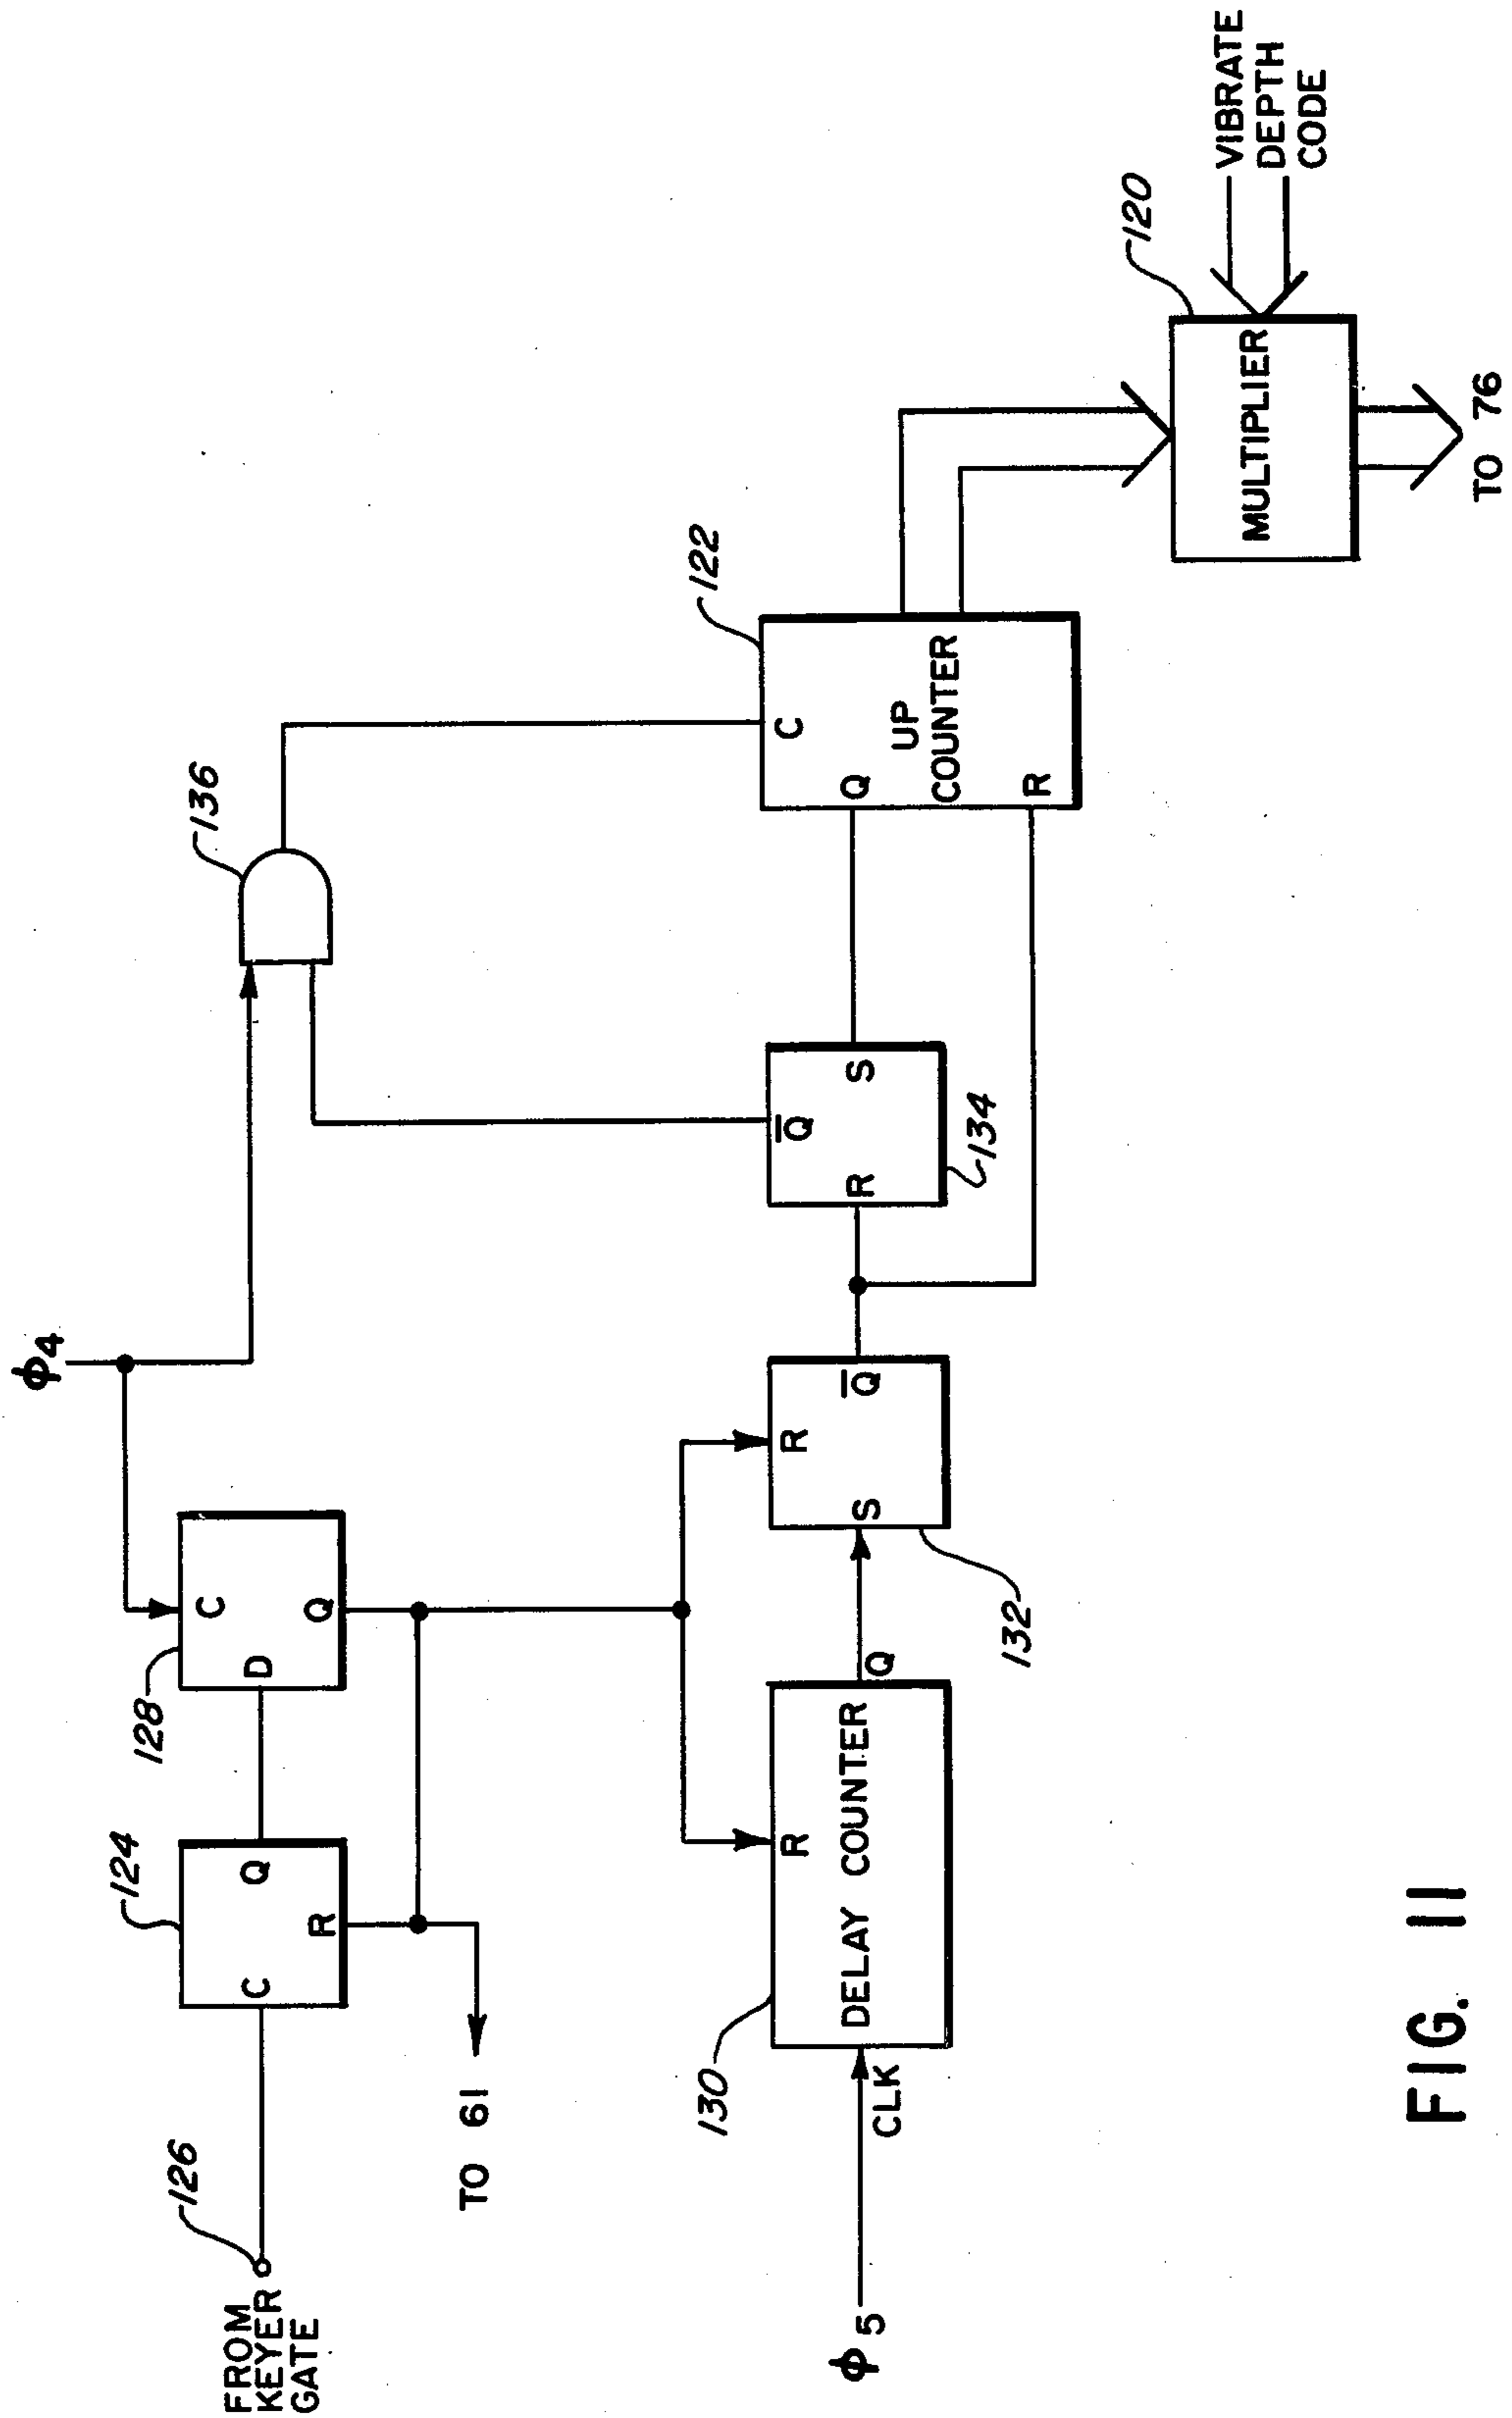 FROM
KEYER
GATE
126
124
C
Q
R
TO 61
128
D
C
Q
ϕ4
136
ϕ5
CLK
130
R
DELAY COUNTER
Q
132
S
R
Q̅
134
R
Q̅
S
122
C
Q
UP
COUNTER
R
120
MULTIPLIER
VIBRATE
DEPTH
CODE
TO 76
FIG. 11